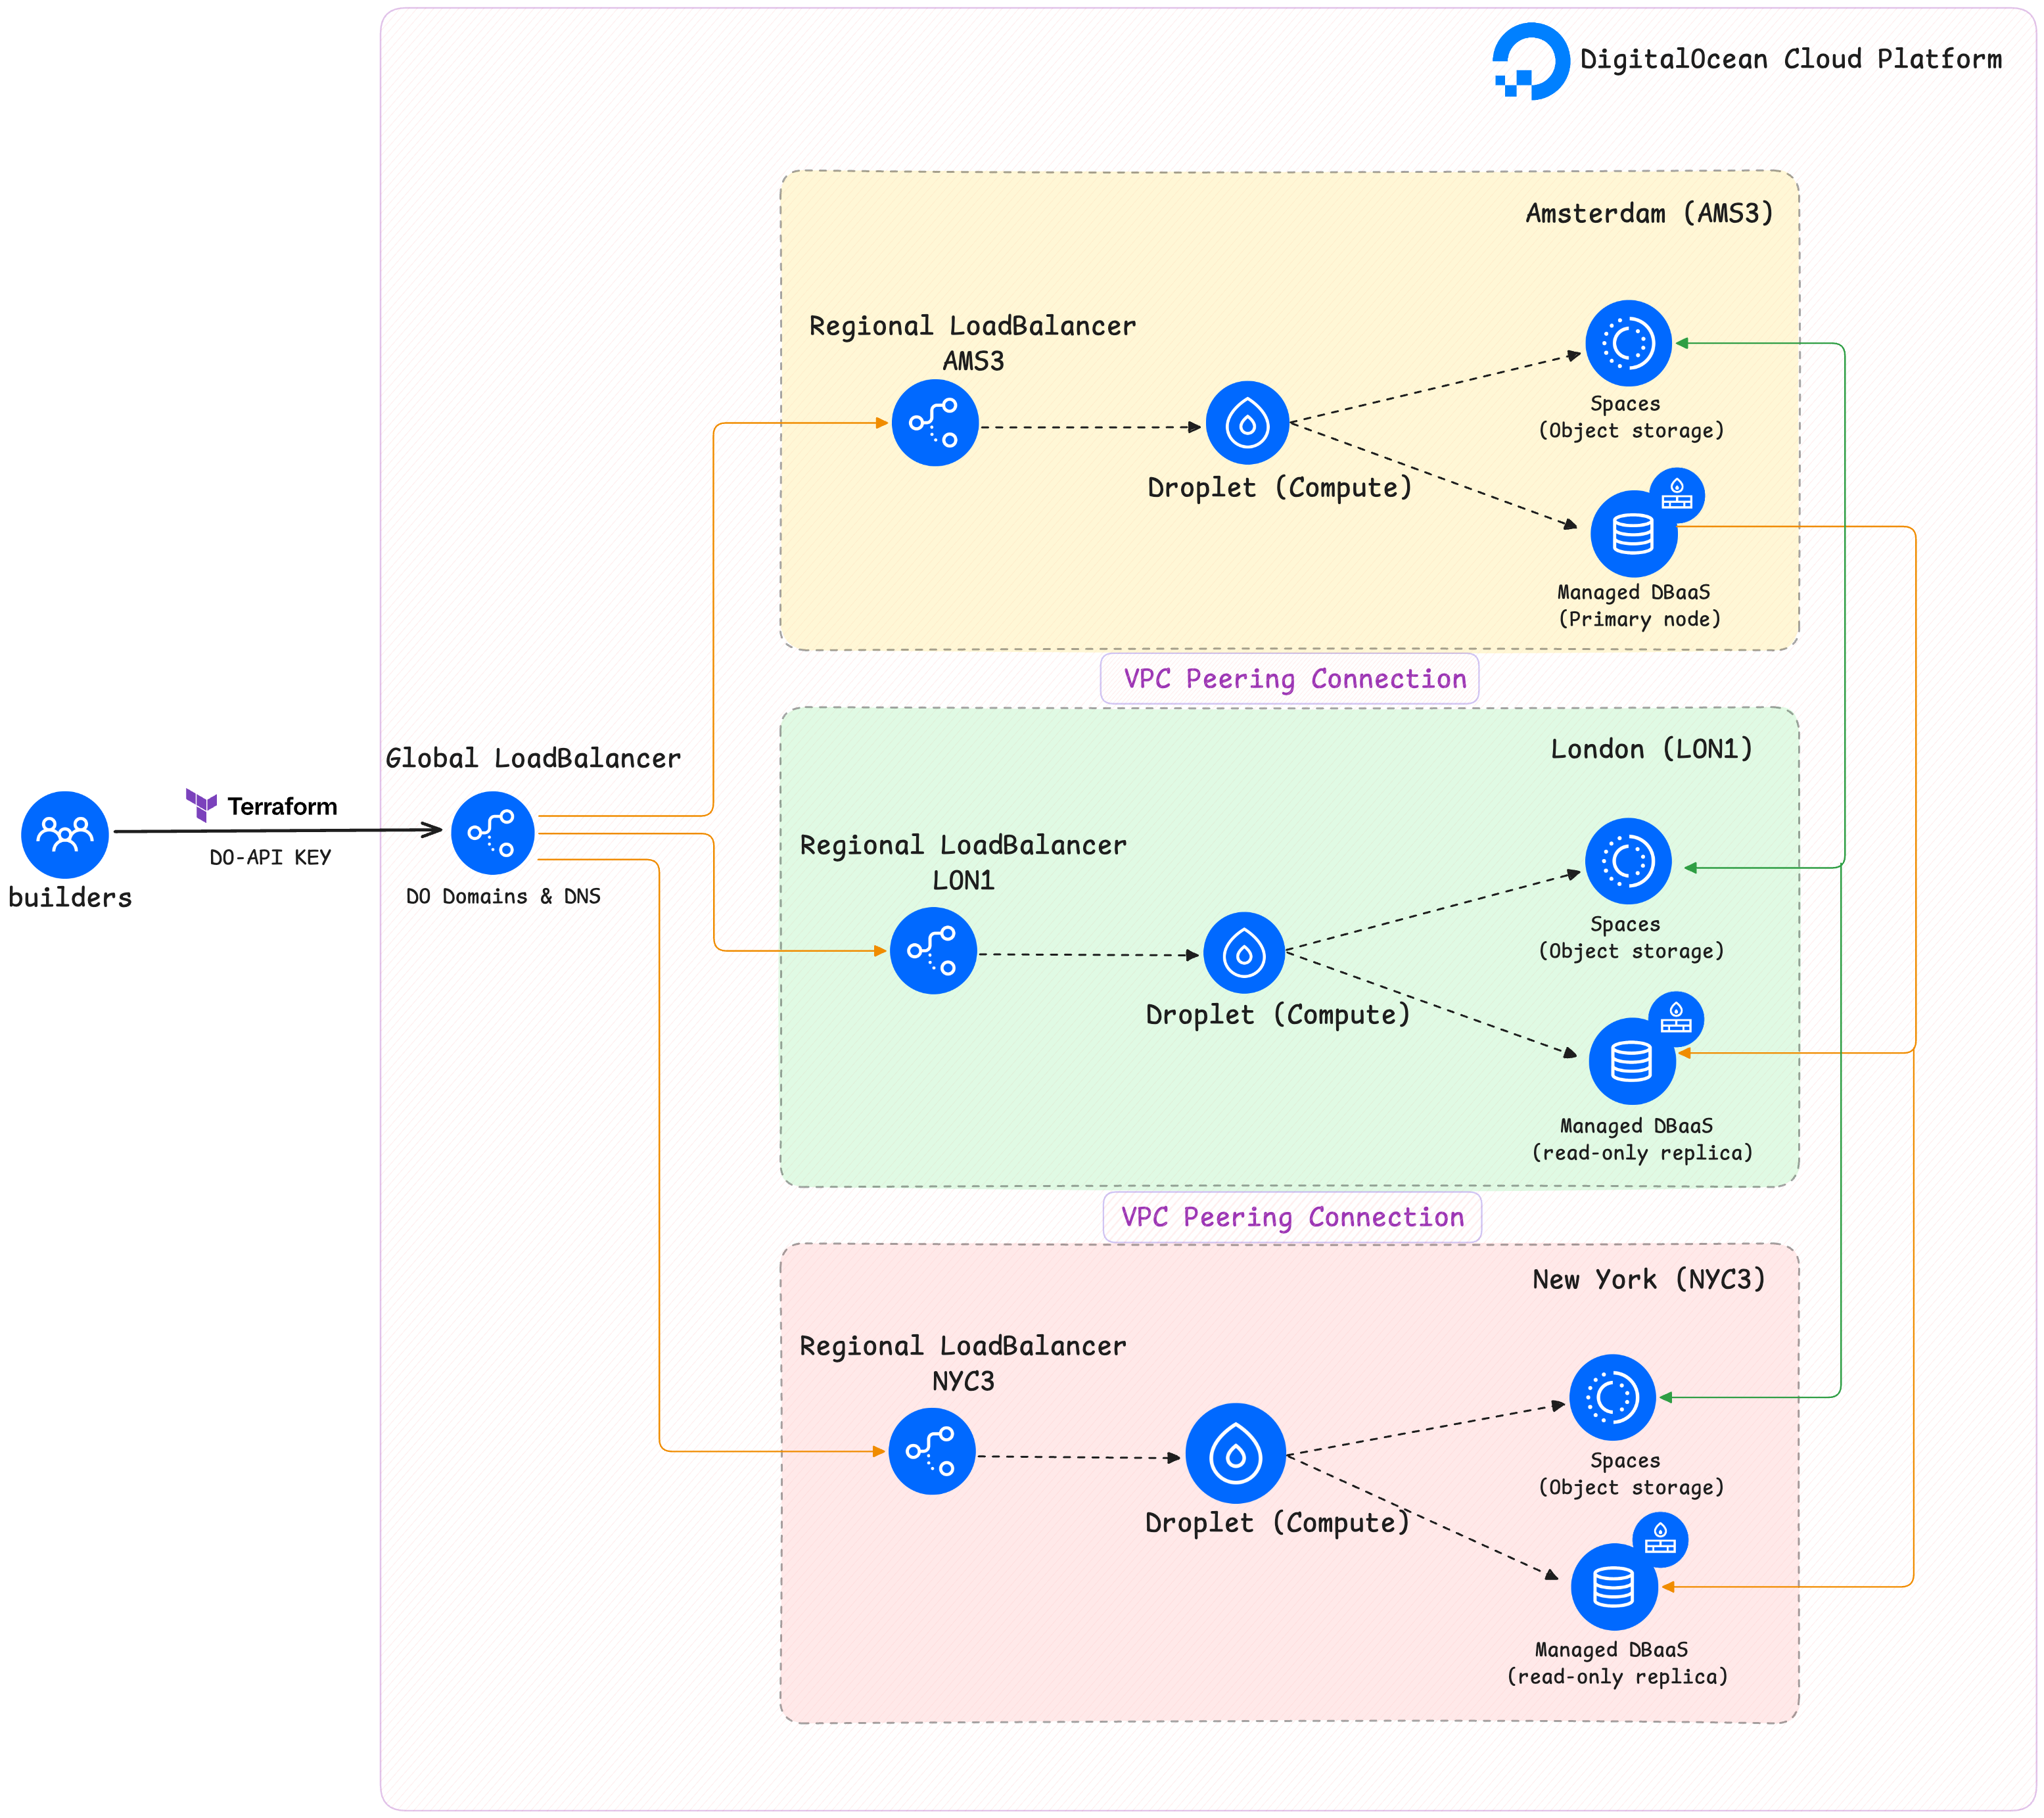 DigitalOcean Cloud Platform
Amsterdam (AMS3)
Regional LoadBalancer
AMS3
Spaces
(Object storage)
Droplet (Compute)
Managed DBaaS
(Primary node)
VPC Peering Connection
London (LON1)
Global LoadBalancer
Terraform
DO-API KEY
builders
DO Domains & DNS
Regional LoadBalancer
LON1
Spaces
(Object storage)
Droplet (Compute)
Managed DBaaS
(read-only replica)
VPC Peering Connection
New York (NYC3)
Regional LoadBalancer
NYC3
Spaces
(Object storage)
Droplet (Compute)
Managed DBaaS
(read-only replica)